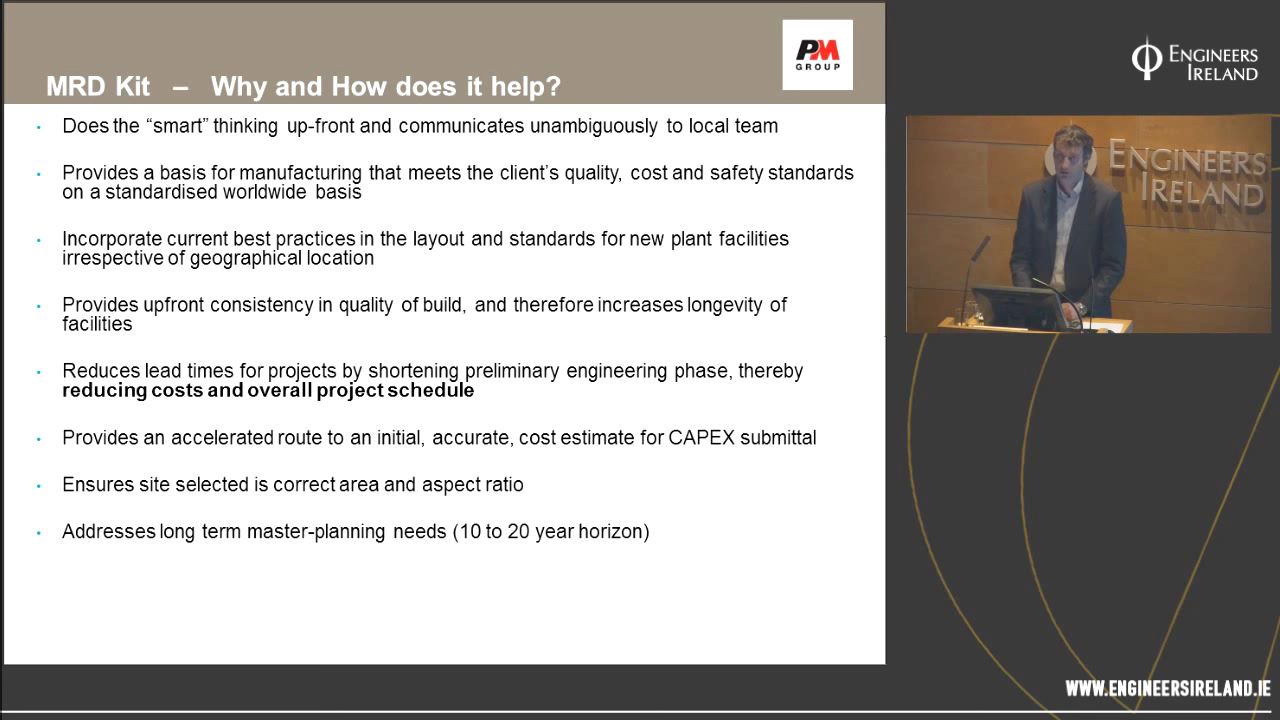 PM
GROUP
MRD Kit – Why and How does it help?
• Does the “smart” thinking up-front and communicates unambiguously to local team
• Provides a basis for manufacturing that meets the client’s quality, cost and safety standards
on a standardised worldwide basis
• Incorporate current best practices in the layout and standards for new plant facilities
irrespective of geographical location
• Provides upfront consistency in quality of build, and therefore increases longevity of
facilities
• Reduces lead times for projects by shortening preliminary engineering phase, thereby
reducing costs and overall project schedule
• Provides an accelerated route to an initial, accurate, cost estimate for CAPEX submittal
• Ensures site selected is correct area and aspect ratio
• Addresses long term master-planning needs (10 to 20 year horizon)
ENGINEERS
IRELAND
ENGINEERS
IRELAND
WWW.ENGINEERSIRELAND.IE